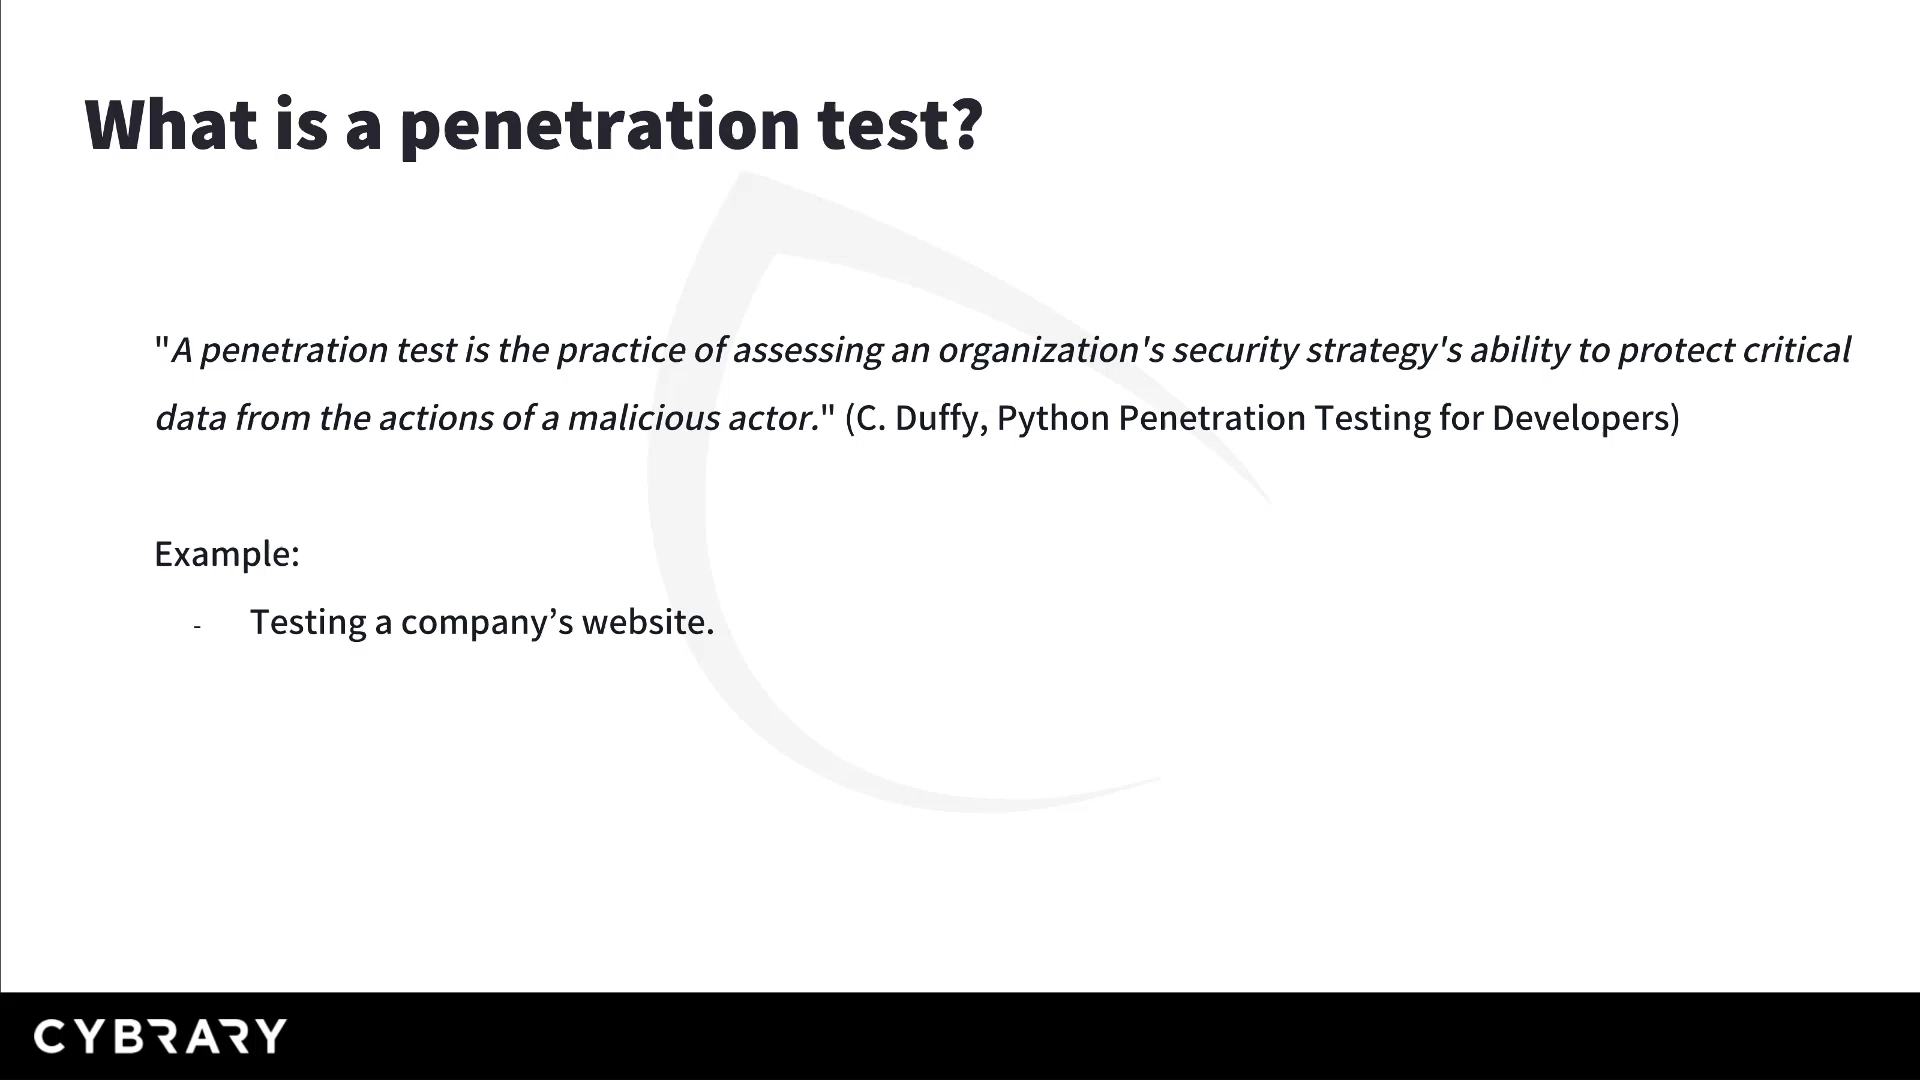 What is a penetration test?
"A penetration test is the practice of assessing an organization's security strategy's ability to protect critical
data from the actions of a malicious actor." (C. Duffy, Python Penetration Testing for Developers)
Example:
- Testing a company’s website.
CYBRARY